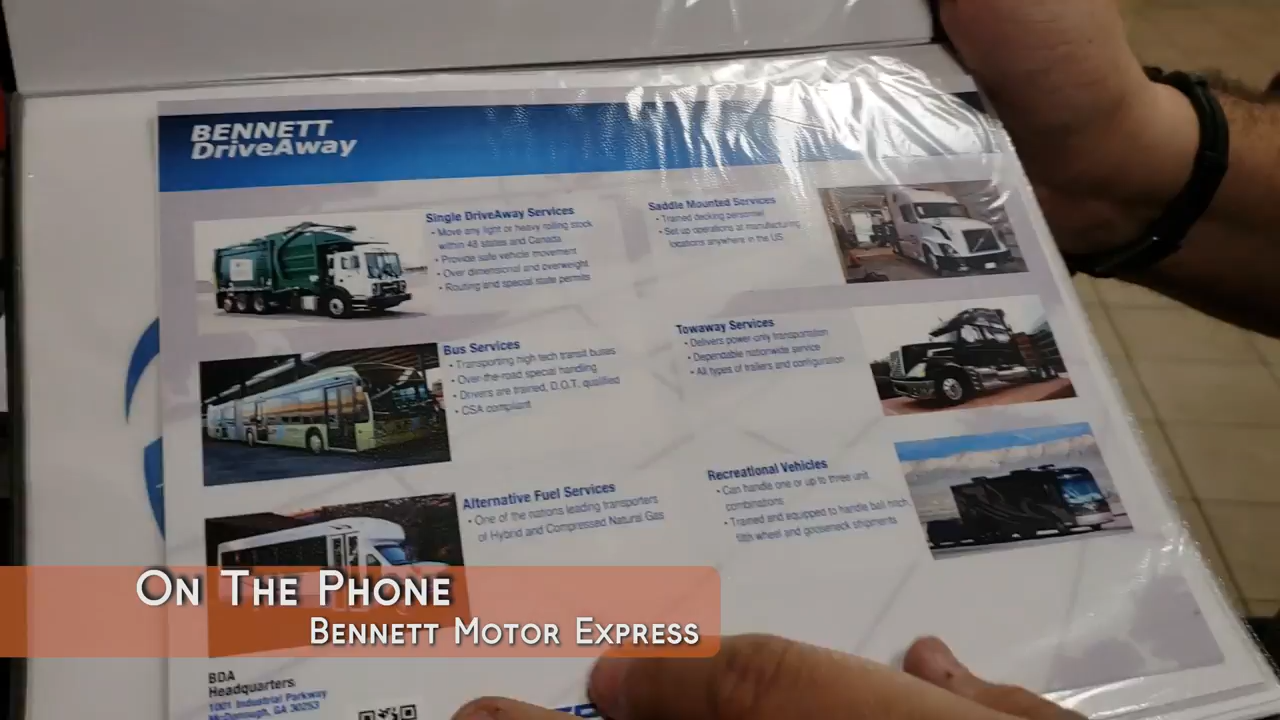 BENNETT
DriveAway
Single DriveAway Services
• Move any light or heavy rolling stock
within 48 states and Canada
• Provide safe vehicle movement
• Over dimensional and overweight
• Routing and special state permits
Saddle Mounted Services
• Trained decking personnel
• Set up operations at manufacturing
locations anywhere in the US
Bus Services
• Transporting high tech transit buses
• Over-the-road special handling
• Drivers are trained, D.O.T. qualified
• CSA compliant
Towaway Services
• Delivers power only transportation
• Dependable nationwide service
• All types of trailers and configuration
Alternative Fuel Services
• One of the nations leading transporters
of Hybrid and Compressed Natural Gas
Recreational Vehicles
• Can handle one or up to three unit
combinations
• Trained and equipped to handle ball hitch,
fifth wheel and gooseneck shipments
On The Phone
Bennett Motor Express
BDA
Headquarters
1001 Industrial Parkway
McDonough, GA 30253